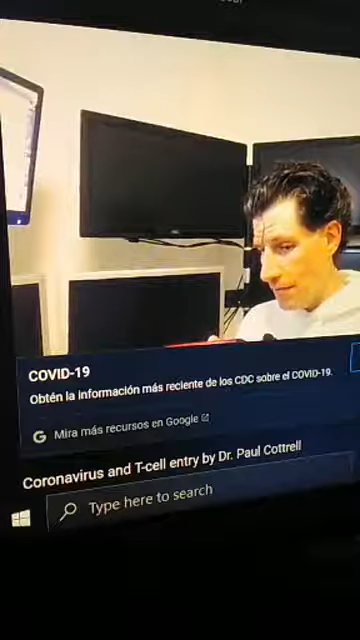 COVID-19
Obtén la información más reciente de los CDC sobre el COVID-19.
Mira más recursos en Google
Coronavirus and T-cell entry by Dr. Paul Cottrell
Type here to search